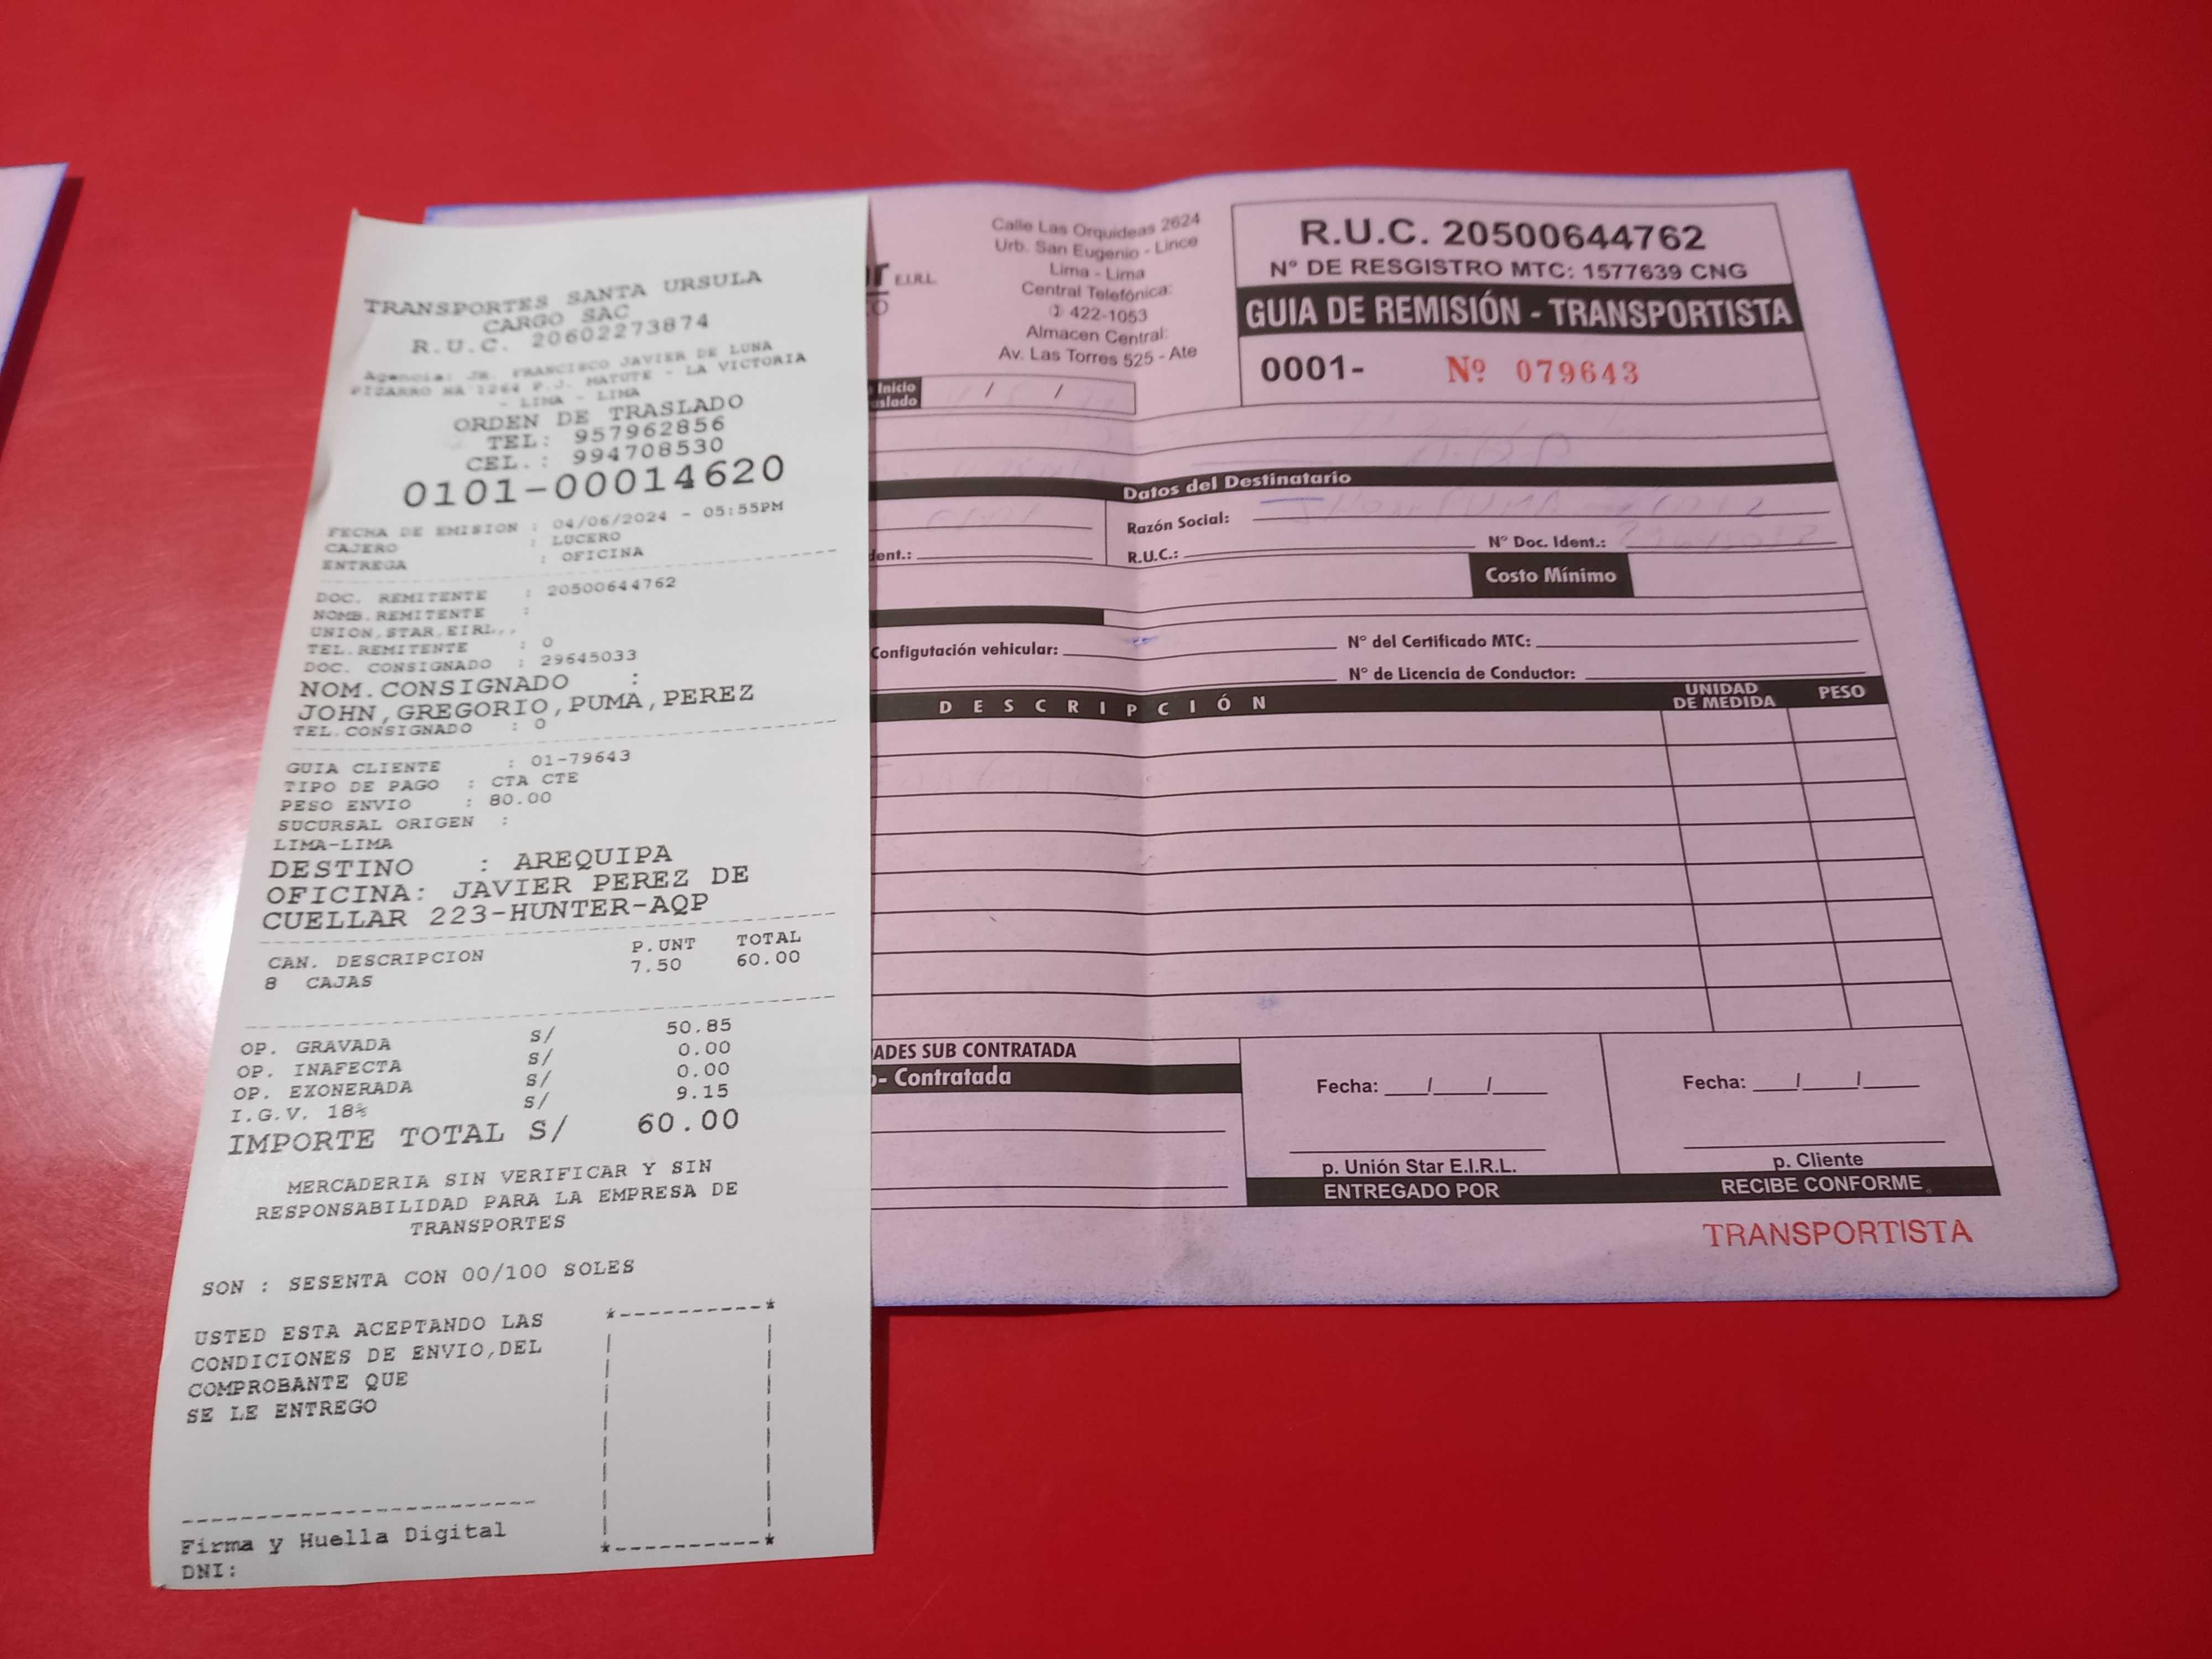 TRANSPORTES SANTA URSULA
CARGO SAC
R.U.C. 20602273874
Agencia: JR. FRANCISCO JAVIER DE LUNA
PIZARRO NA 1264 P.J. MATUTE - LA VICTORIA
- LIMA - LIMA
ORDEN DE TRASLADO
TEL: 957962856
CEL.: 994708530
0101-00014620
FECHA DE EMISION : 04/06/2024 - 05:55PM
CAJERO : LUCERO
ENTREGA : OFICINA
DOC. REMITENTE : 20500644762
NOMB.REMITENTE :
UNION,STAR,EIRL,,
TEL.REMITENTE : 0
DOC. CONSIGNADO : 29645033
NOM.CONSIGNADO :
JOHN,GREGORIO,PUMA,PEREZ
TEL.CONSIGNADO : 0
GUIA CLIENTE : 01-79643
TIPO DE PAGO : CTA CTE
PESO ENVIO : 80.00
SUCURSAL ORIGEN :
LIMA-LIMA
DESTINO : AREQUIPA
OFICINA: JAVIER PEREZ DE
CUELLAR 223-HUNTER-AQP
CAN. DESCRIPCION P.UNT TOTAL
8 CAJAS 7.50 60.00
OP. GRAVADA S/ 50.85
OP. INAFECTA S/ 0.00
OP. EXONERADA S/ 0.00
I.G.V. 18% S/ 9.15
IMPORTE TOTAL S/ 60.00
MERCADERIA SIN VERIFICAR Y SIN
RESPONSABILIDAD PARA LA EMPRESA DE
TRANSPORTES
SON : SESENTA CON 00/100 SOLES
USTED ESTA ACEPTANDO LAS
CONDICIONES DE ENVIO,DEL
COMPROBANTE QUE
SE LE ENTREGO
Firma y Huella Digital
DNI:
E.I.R.L.
Calle Las Orquideas 2624
Urb. San Eugenio - Lince
Lima - Lima
Central Telefónica:
422-1053
Almacen Central:
Av. Las Torres 525 - Ate
R.U.C. 20500644762
N° DE RESGISTRO MTC: 1577639 CNG
GUIA DE REMISIÓN - TRANSPORTISTA
0001- Nº 079643
Inicio
slado / /
Datos del Destinatario
Razón Social:
dent.: R.U.C.: N° Doc. Ident.:
Costo Mínimo
Configutación vehicular: N° del Certificado MTC:
N° de Licencia de Conductor:
DESCRIPCIÓN UNIDAD DE MEDIDA PESO
ADES SUB CONTRATADA
- Contratada
Fecha: / / Fecha: / /
p. Unión Star E.I.R.L. p. Cliente
ENTREGADO POR RECIBE CONFORME
TRANSPORTISTA